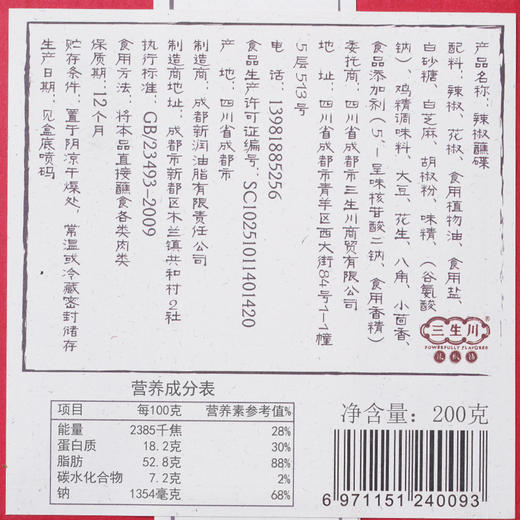 产品名称：辣椒蘸碟
配料：辣椒、花椒、食用植物油、食用盐、
白砂糖、白芝麻、胡椒粉、味精、（谷氨酸
钠）、鸡精调味料、大豆、花生、八角、小茴香、
食品添加剂（5，-呈味核苷酸二钠、食用香精）
委托商：成都市三生川商贸有限公司
地址：四川省成都市青羊区西大街84号1-1幢
5层513号
电话：13981885256
食品生产许可证编号：SC10251011401420
产地：四川省成都市
制造商：成都新润油脂有限责任公司
制造商地址：成都市新都区木兰镇共和村2社
执行标准：GB/23493-2009
食用方法：将本品直接蘸食各类肉类
保质期：12个月
贮存条件：置于阴凉干燥处，常温或冷藏密封储存
生产日期：见盒底喷码
三生川
®
POWERFULLY FLAVORED
营养成分表
项目 每100克 营养素参考值%
能量 2385千焦 28%
蛋白质 18.2克 30%
脂肪 52.8克 88%
碳水化合物 7.2克 2%
钠 1354毫克 68%
净含量：200克
6 971151 240093